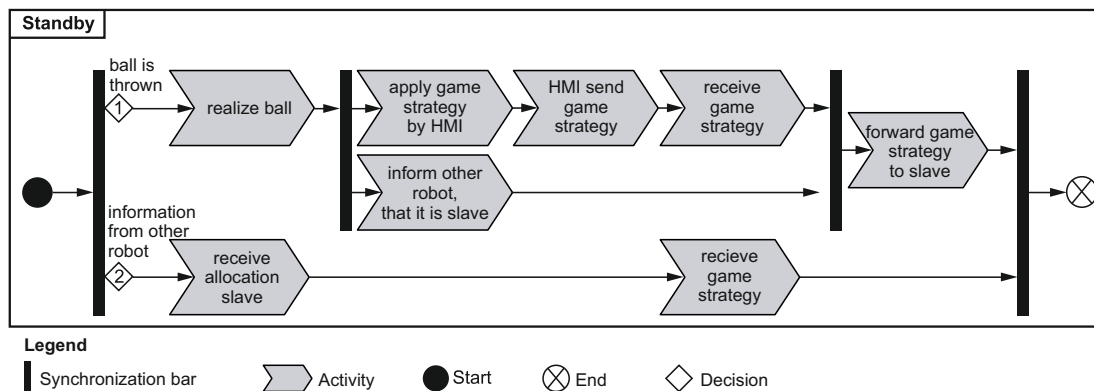 Standby
ball is
thrown
1
realize ball
apply game
strategy
by HMI
HMI send
game
strategy
receive
game
strategy
forward game
strategy
to slave
inform other
robot,
that it is slave
information
from other
robot
2
receive
allocation
slave
recieve
game
strategy
Legend
Synchronization bar
Activity
Start
End
Decision